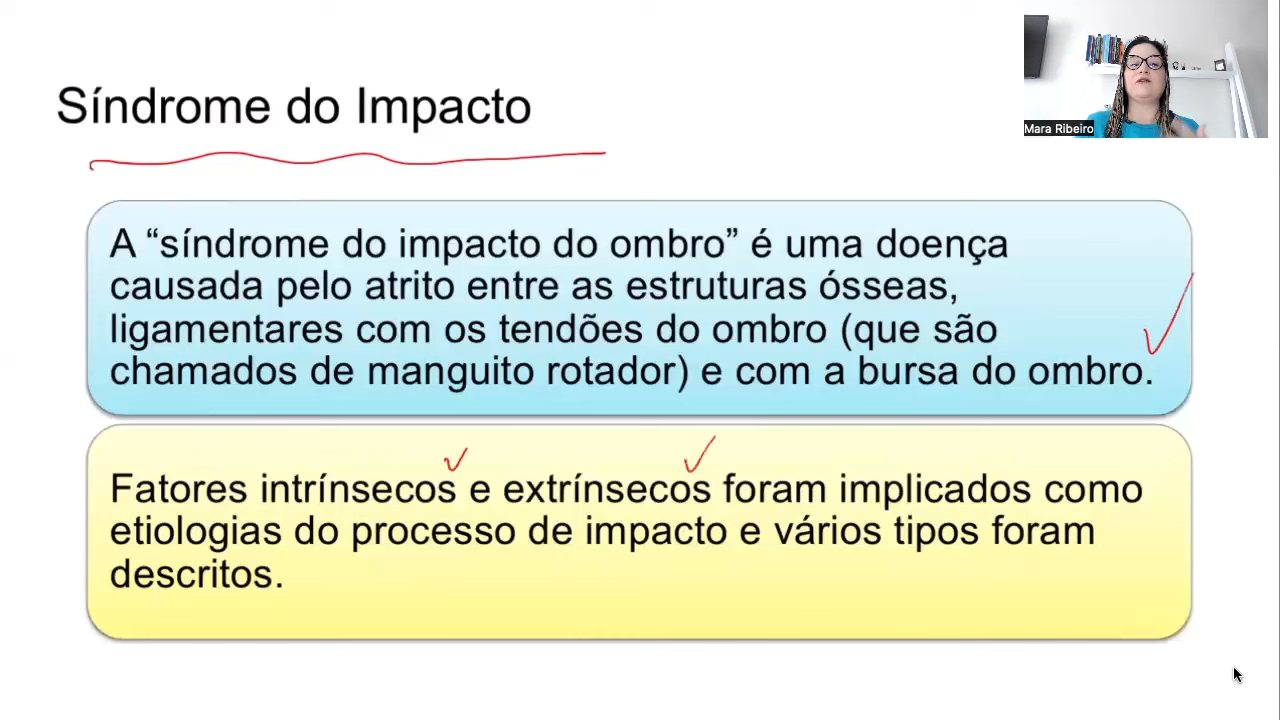 Síndrome do Impacto
Mara Ribeiro
A “síndrome do impacto do ombro” é uma doença
causada pelo atrito entre as estruturas ósseas,
ligamentares com os tendões do ombro (que são
chamados de manguito rotador) e com a bursa do ombro.
Fatores intrínsecos e extrínsecos foram implicados como
etiologias do processo de impacto e vários tipos foram
descritos.